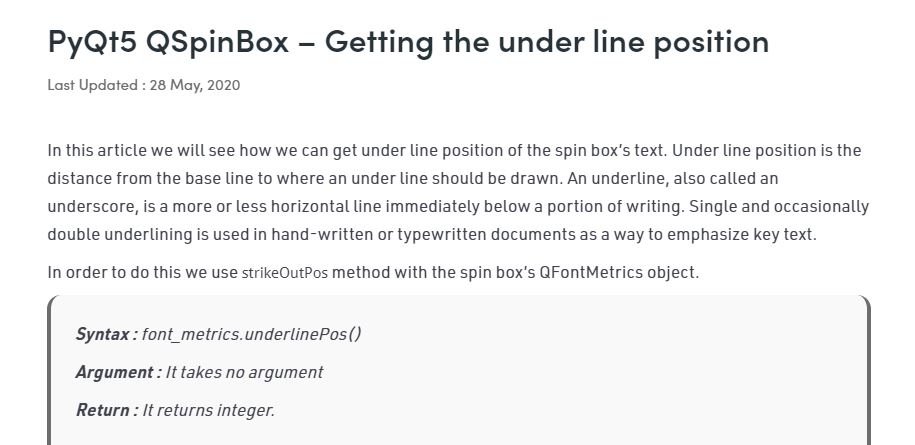 PyQt5 QSpinBox – Getting the under line position
Last Updated : 28 May, 2020
In this article we will see how we can get under line position of the spin box's text. Under line position is the
distance from the base line to where an under line should be drawn. An underline, also called an
underscore, is a more or less horizontal line immediately below a portion of writing. Single and occasionally
double underlining is used in hand-written or typewritten documents as a way to emphasize key text.
In order to do this we use strikeOutPos method with the spin box's QFontMetrics object.
Syntax : font_metrics.underlinePos()
Argument : It takes no argument
Return : It returns integer.